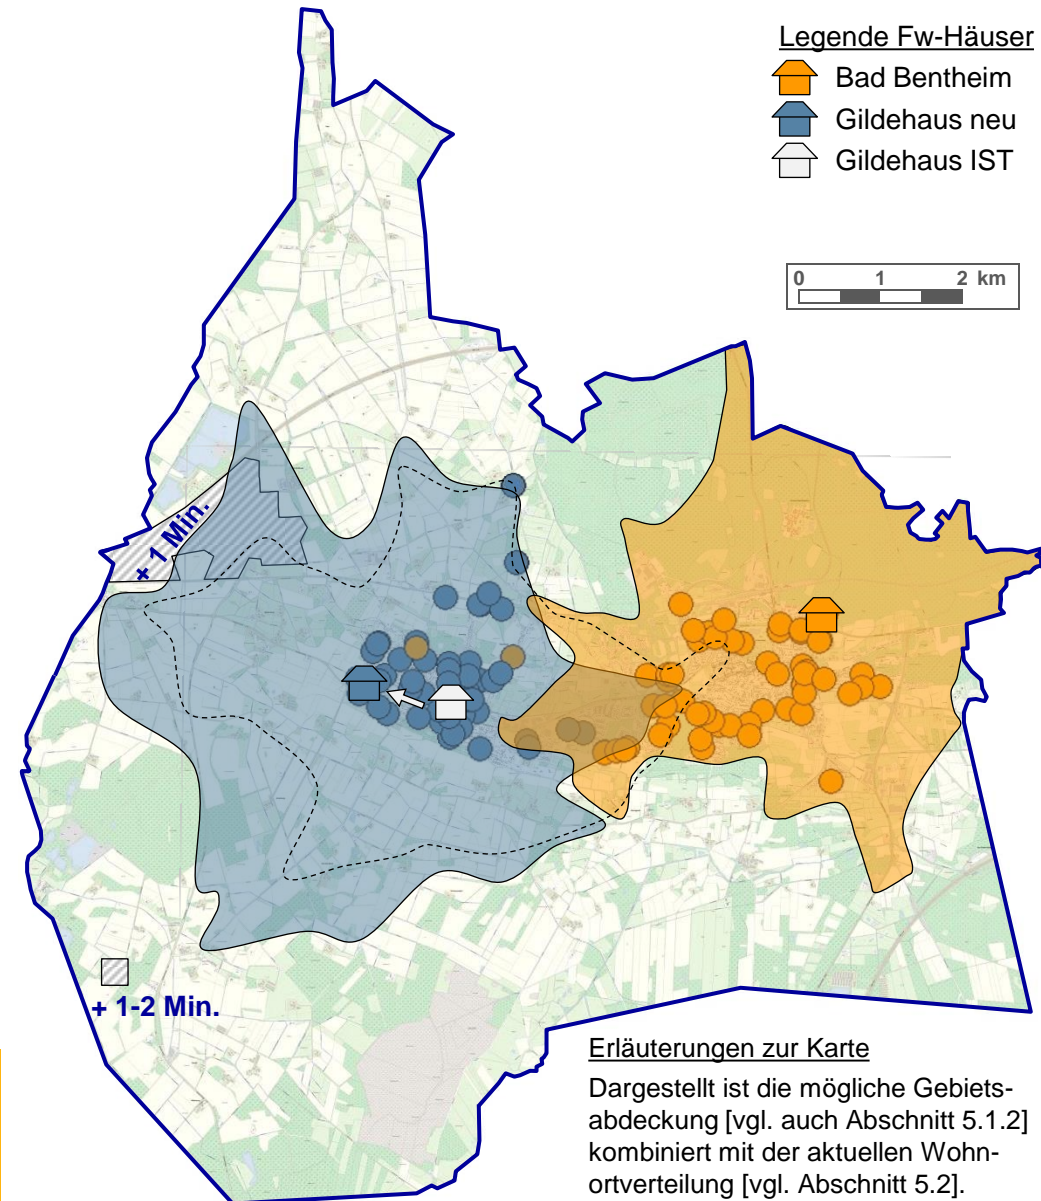 Legende Fw-Häuser
Bad Bentheim
Gildehaus neu
Gildehaus IST
0 1 2 km
+ 1 Min.
+ 1-2 Min.
Erläuterungen zur Karte
Dargestellt ist die mögliche Gebiets-
abdeckung [vgl. auch Abschnitt 5.1.2]
kombiniert mit der aktuellen Wohn-
ortverteilung [vgl. Abschnitt 5.2].